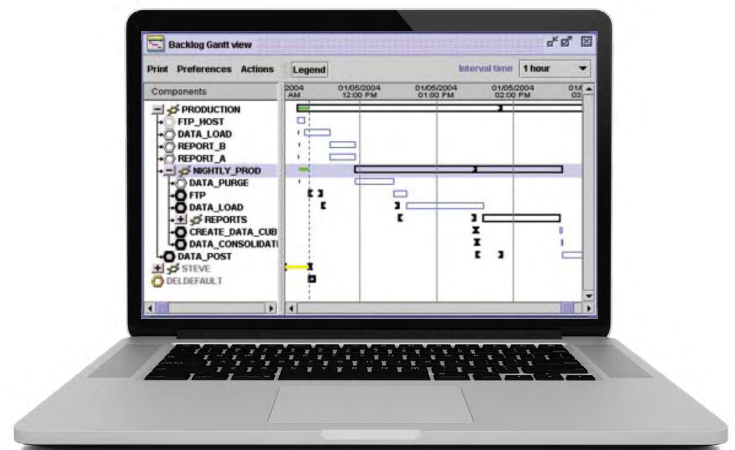 Backlog Gantt view
Print Preferences Actions Legend Interval time 1 hour
Components
2004 01/05/2004 01/05/2004 01/05/2004
AM 12:00 PM 01:00 PM 02:00 PM 03
PRODUCTION
FTP_HOST
DATA_LOAD
REPORT_B
REPORT_A
NIGHTLY_PROD
DATA_PURGE
FTP
DATA_LOAD
REPORTS
CREATE_DATA_CUB
DATA_CONSOLIDATI
DATA_POST
STEVE
DELDEFAULT